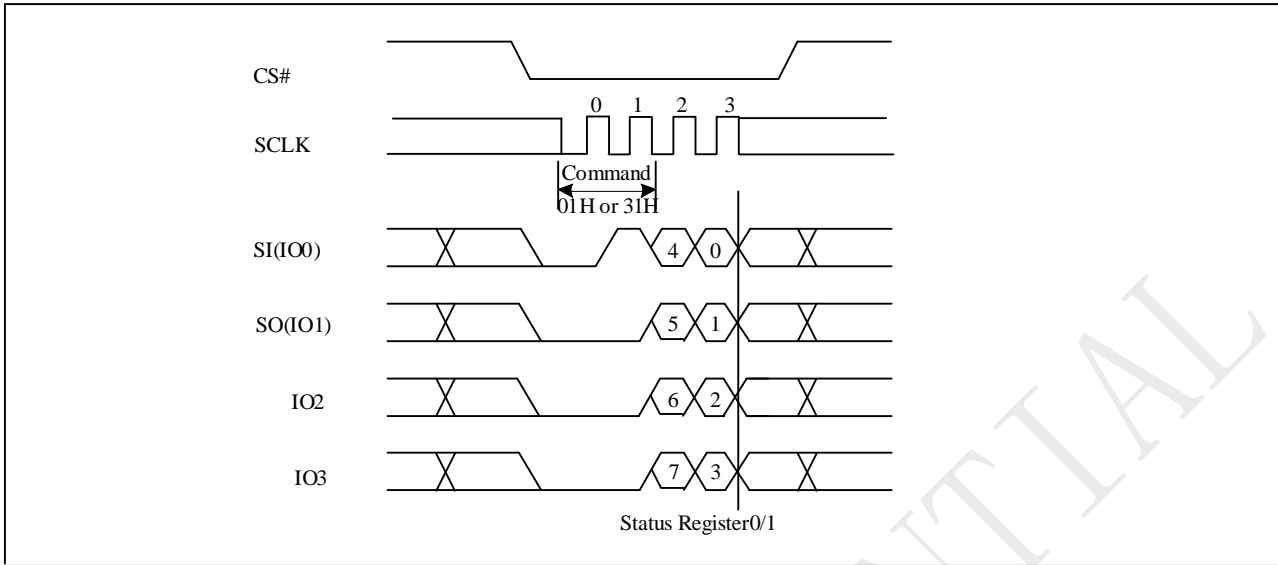 CS#
0 1 2 3
SCLK
Command
01H or 31H
SI(IO0) 4 0
SO(IO1) 5 1
IO2 6 2
IO3 7 3
Status Register0/1
NTIAL